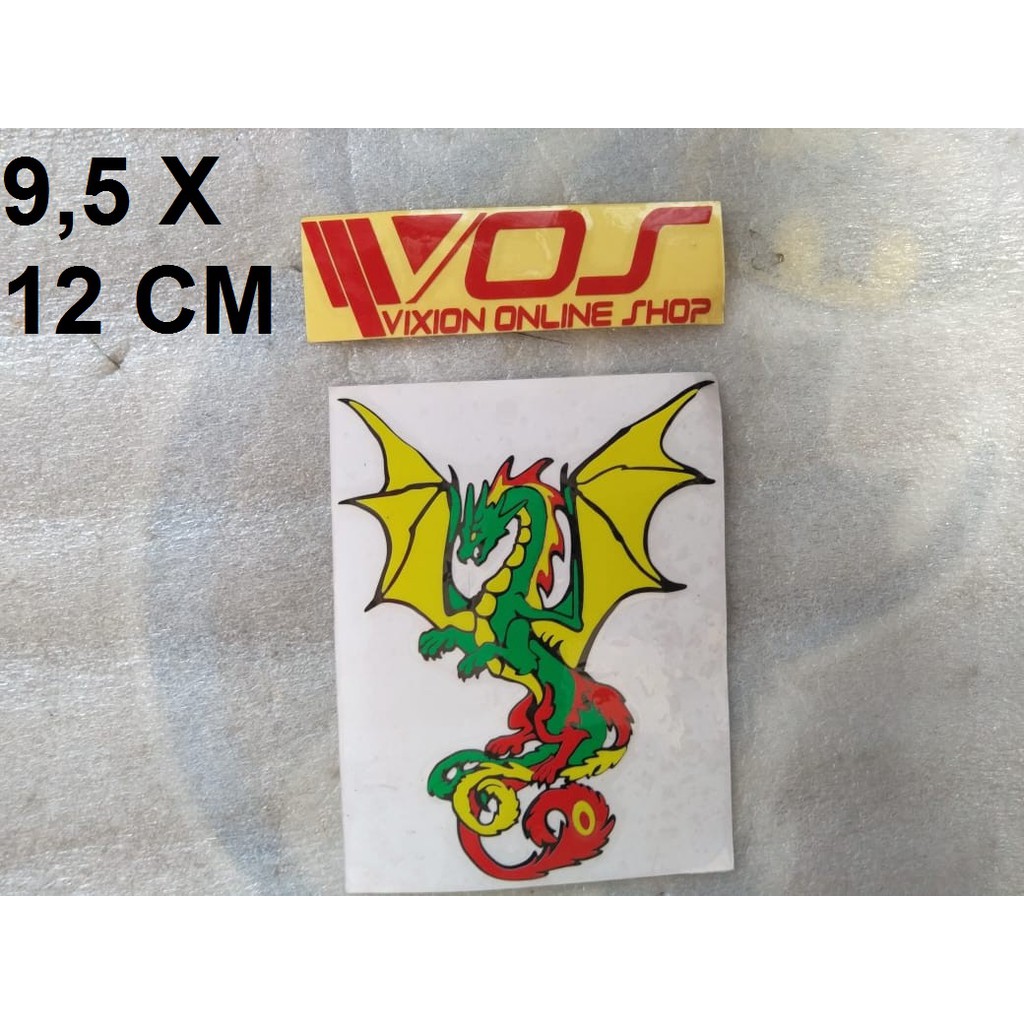 9,5 X
12 CM
VOS
VIXION ONLINE SHOP